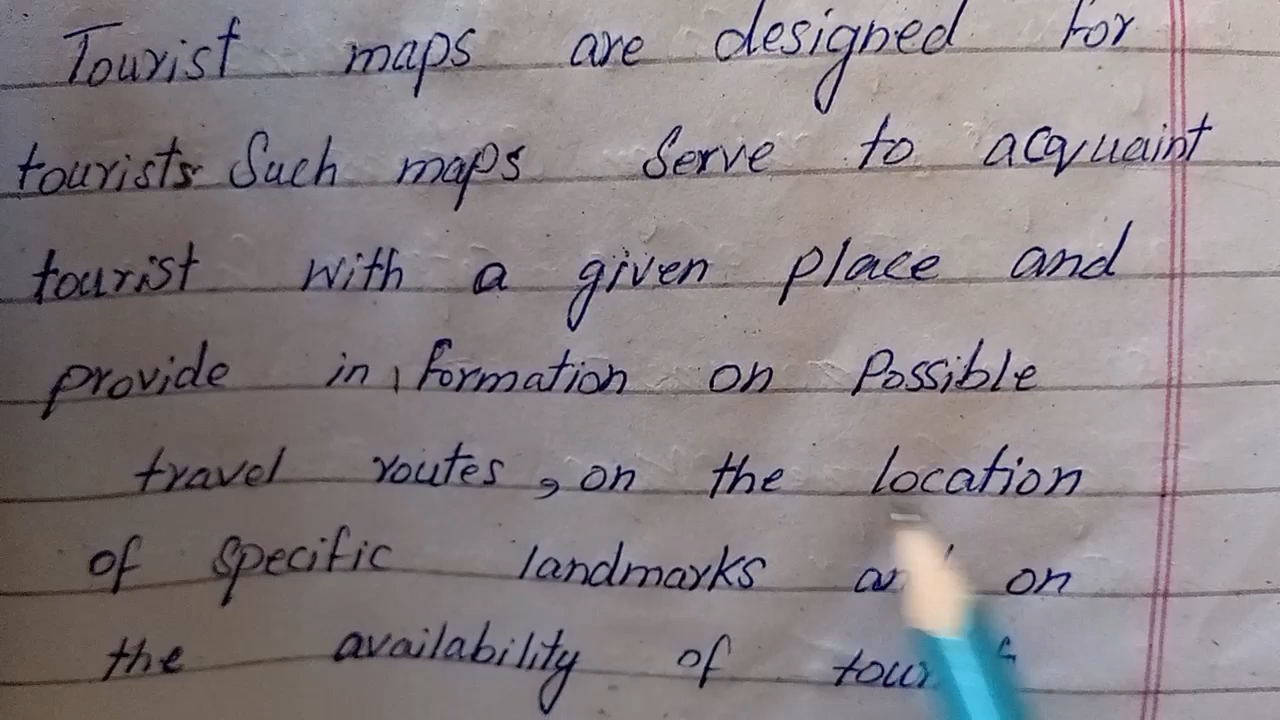 Tourist maps are designed for
tourists. Such maps serve to acquaint
tourist with a given place and
provide information on Possible
travel routes, on the location
of specific landmarks on
the availability of